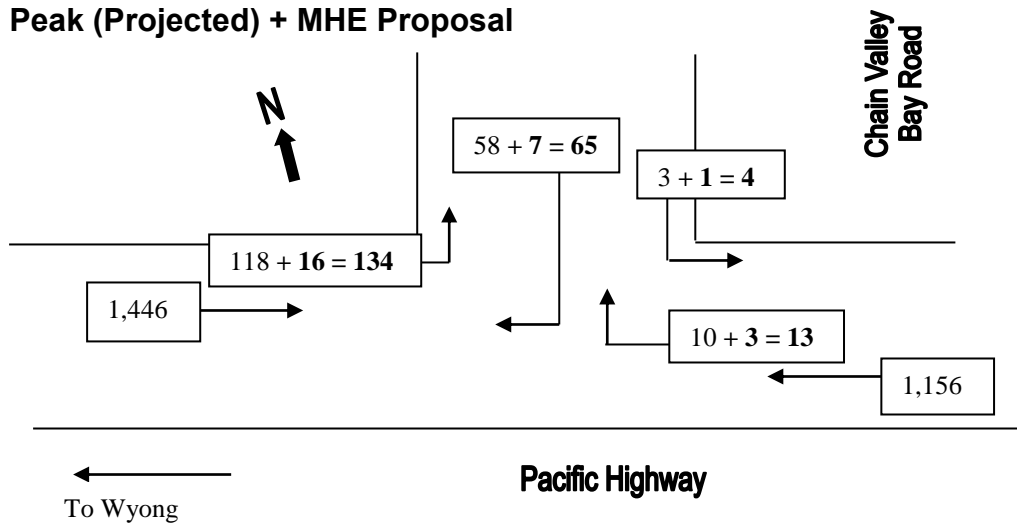 Peak (Projected) + MHE Proposal
Chain Valley
Bay Road
N
58 + 7 = 65
3 + 1 = 4
118 + 16 = 134
1,446
10 + 3 = 13
1,156
Pacific Highway
To Wyong